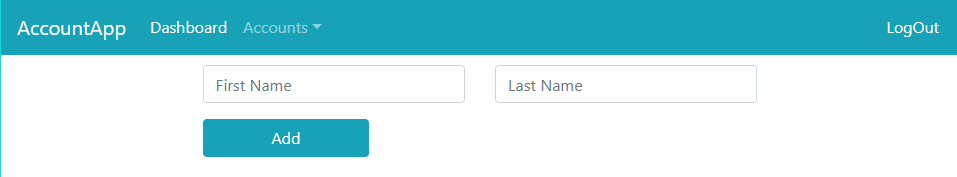 AccountApp Dashboard Accounts LogOut
First Name Last Name
Add